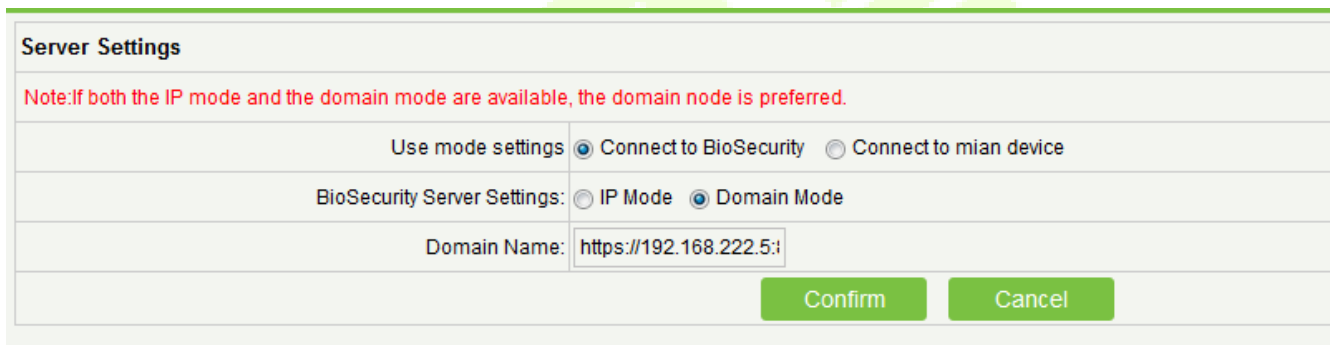 Server Settings
Note:If both the IP mode and the domain mode are available, the domain node is preferred.
Use mode settings Connect to BioSecurity Connect to mian device
BioSecurity Server Settings: IP Mode Domain Mode
Domain Name: https://192.168.222.5:
Confirm Cancel